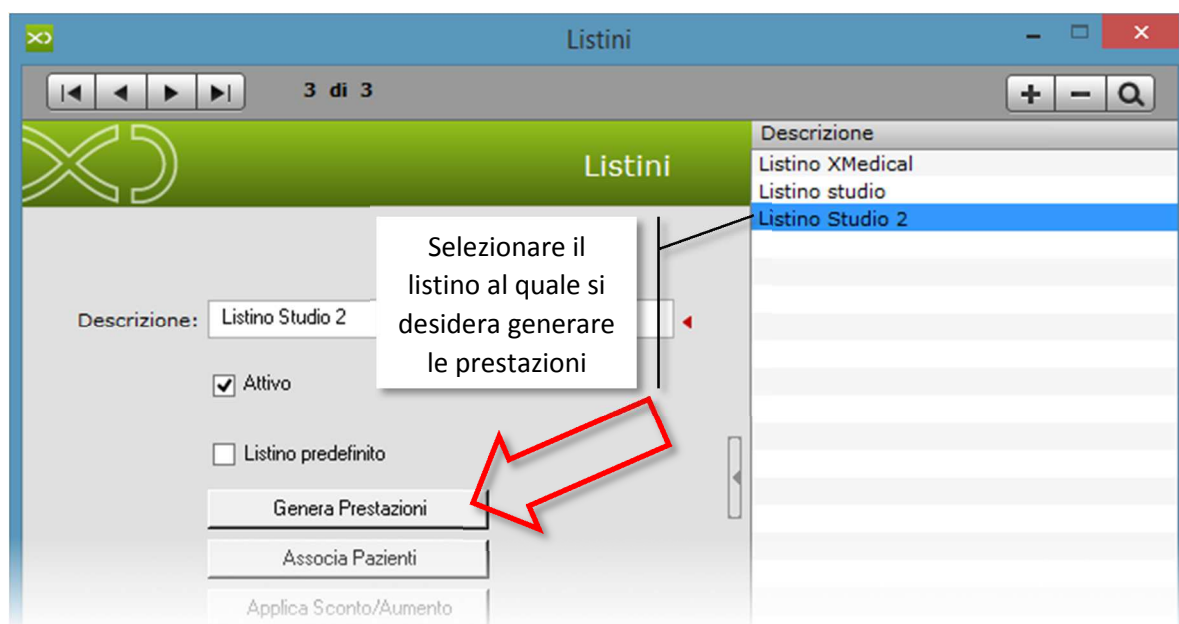 Listini
3 di 3
Listini
Descrizione
Listino XMedical
Listino studio
Listino Studio 2
Selezionare il
listino al quale si
desidera generare
le prestazioni
Descrizione:
Listino Studio 2
Attivo
Listino predefinito
Genera Prestazioni
Associa Pazienti
Applica Sconto/Aumento